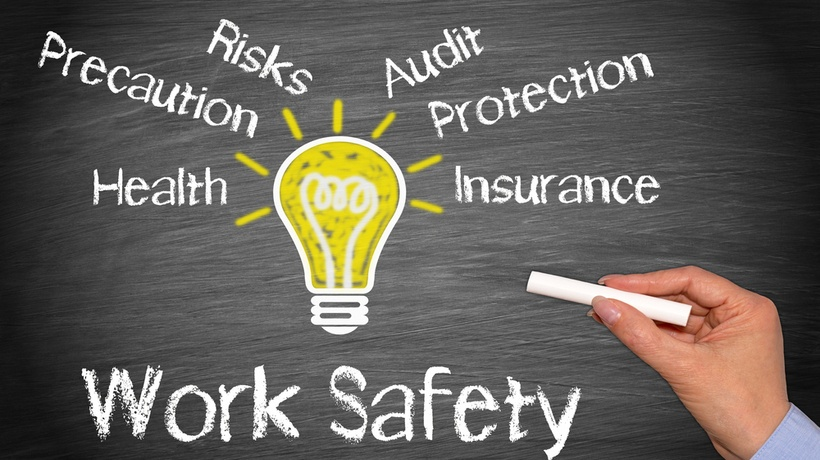 Precaution
Risks
Audit
Protection
Health
Insurance
Work Safety